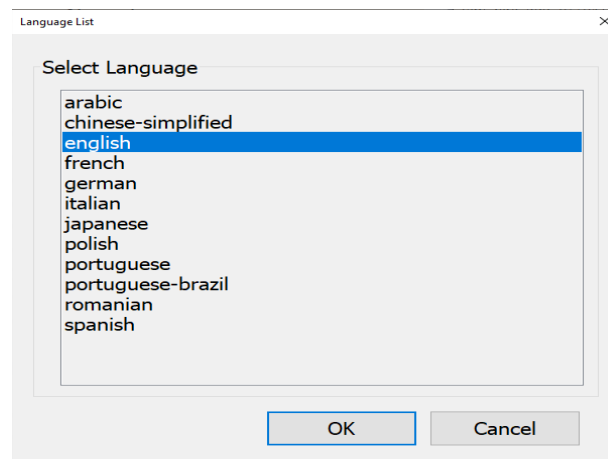 Language List
Select Language
arabic
chinese-simplified
english
french
german
italian
japanese
polish
portuguese
portuguese-brazil
romanian
spanish
OK Cancel